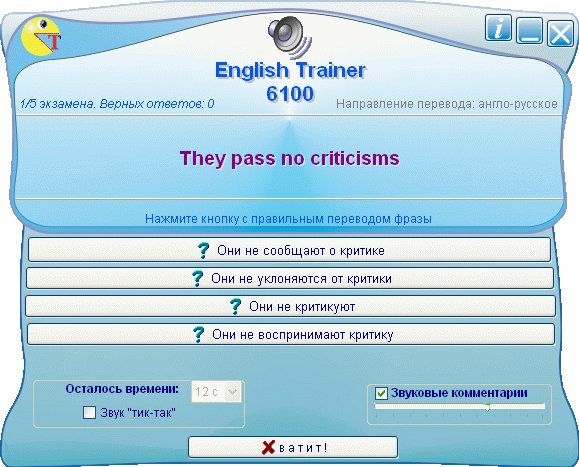 T
English Trainer
6100
1/5 экзамена. Верных ответов: 0
Направление перевода: англо-русское
They pass no criticisms
Нажмите кнопку с правильным переводом фразы
? Они не сообщают о критике
? Они не уклоняются от критики
? Они не критикуют
? Они не воспринимают критику
Осталось времени: 12 с
Звук "тик-так"
Звуковые комментарии
Хватит!